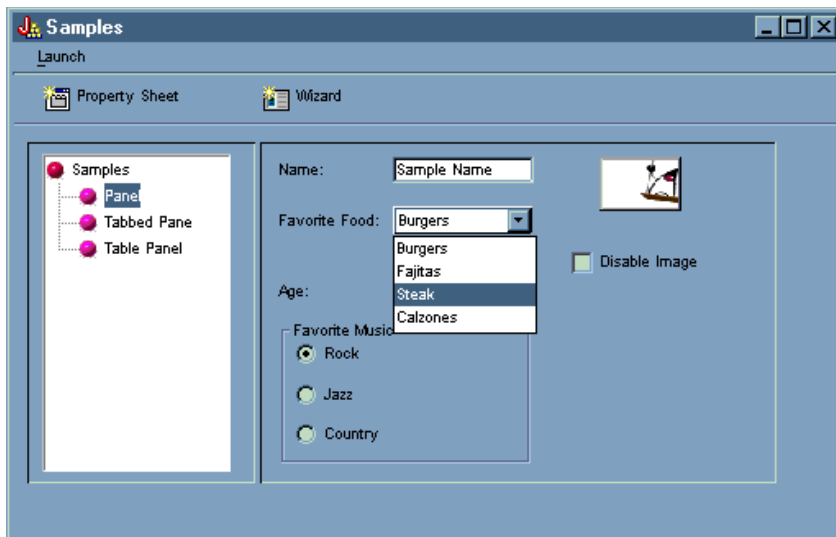 Samples
Launch
Property Sheet
Wizard
Samples
Panel
Tabbed Pane
Table Panel
Name: Sample Name
Favorite Food: Burgers
Burgers
Fajitas
Steak
Calzones
Disable Image
Age:
Favorite Music
Rock
Jazz
Country